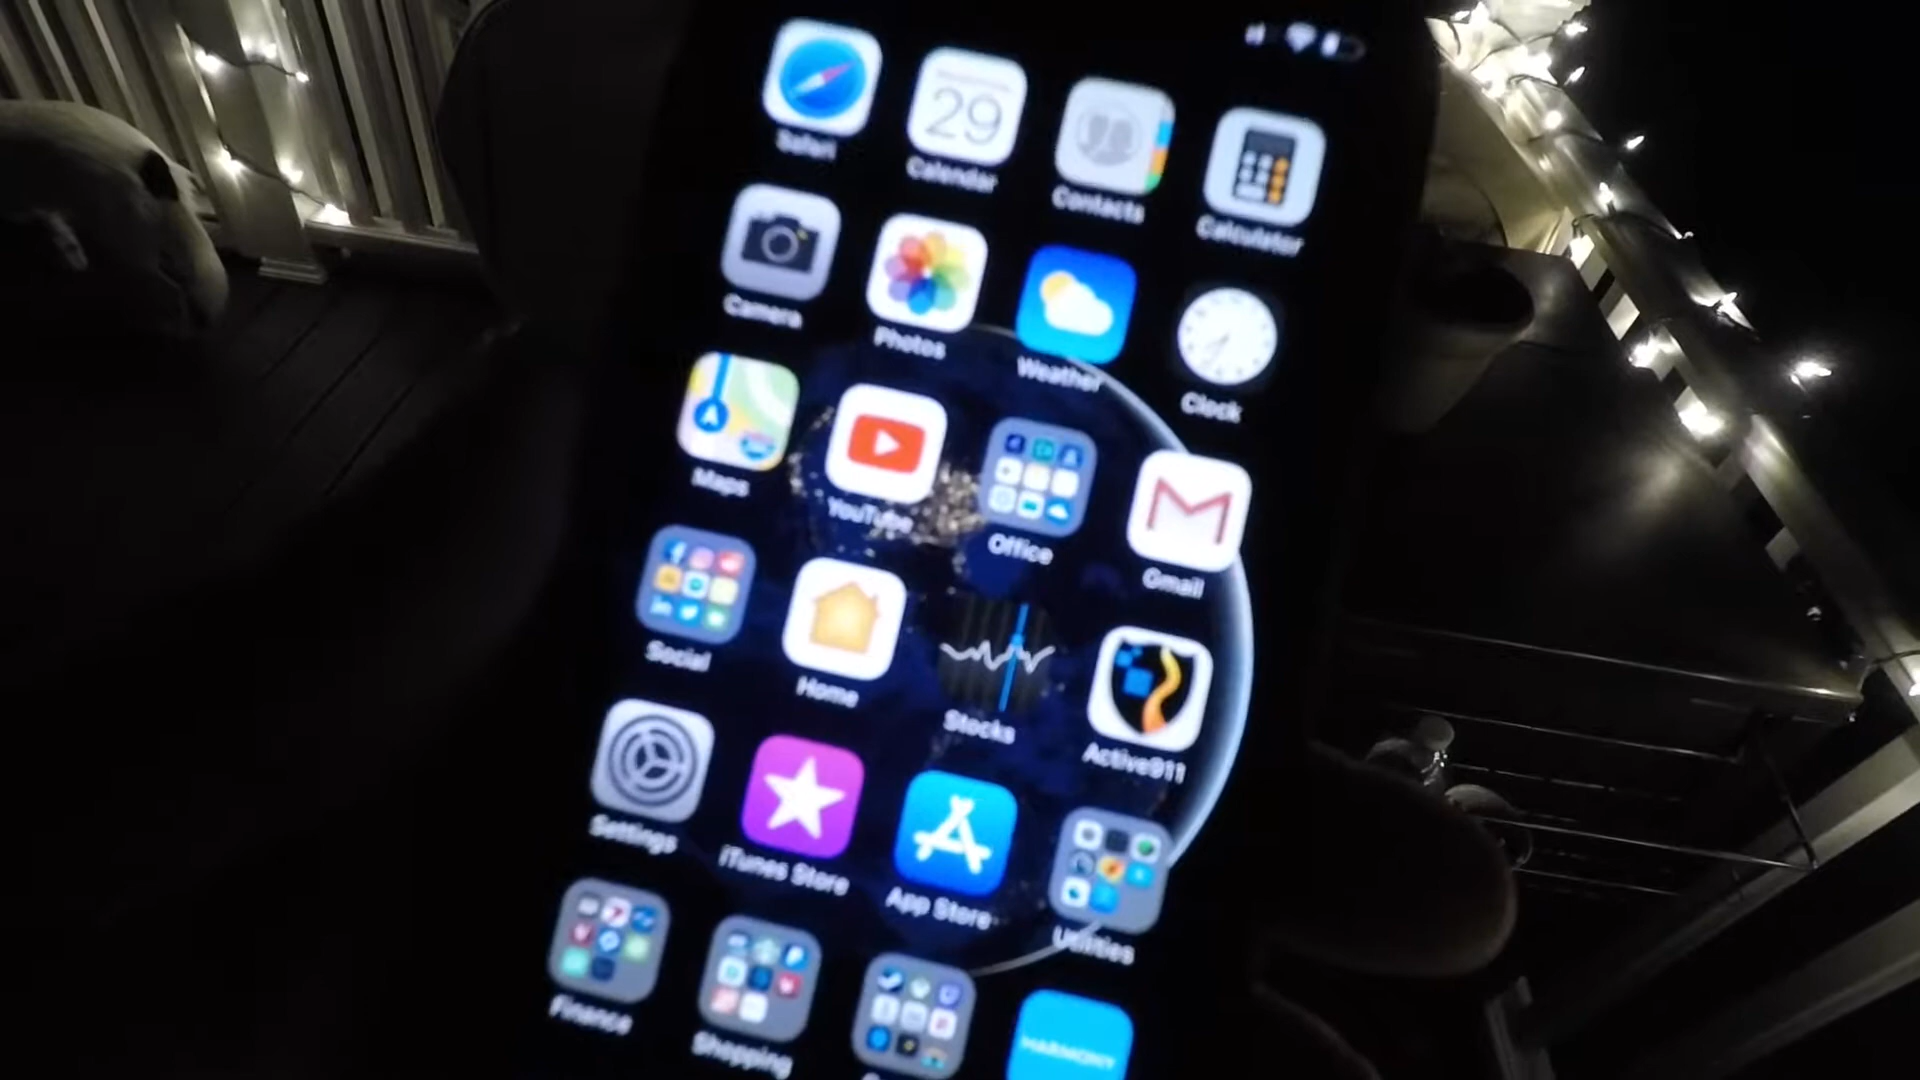 Safari
29
Calendar
Contacts
Calculator
Camera
Photos
Weather
Clock
Maps
YouTube
Office
Gmail
Social
Home
Stocks
Active911
Settings
iTunes Store
App Store
Utilities
Finance
Shopping
HARMONY